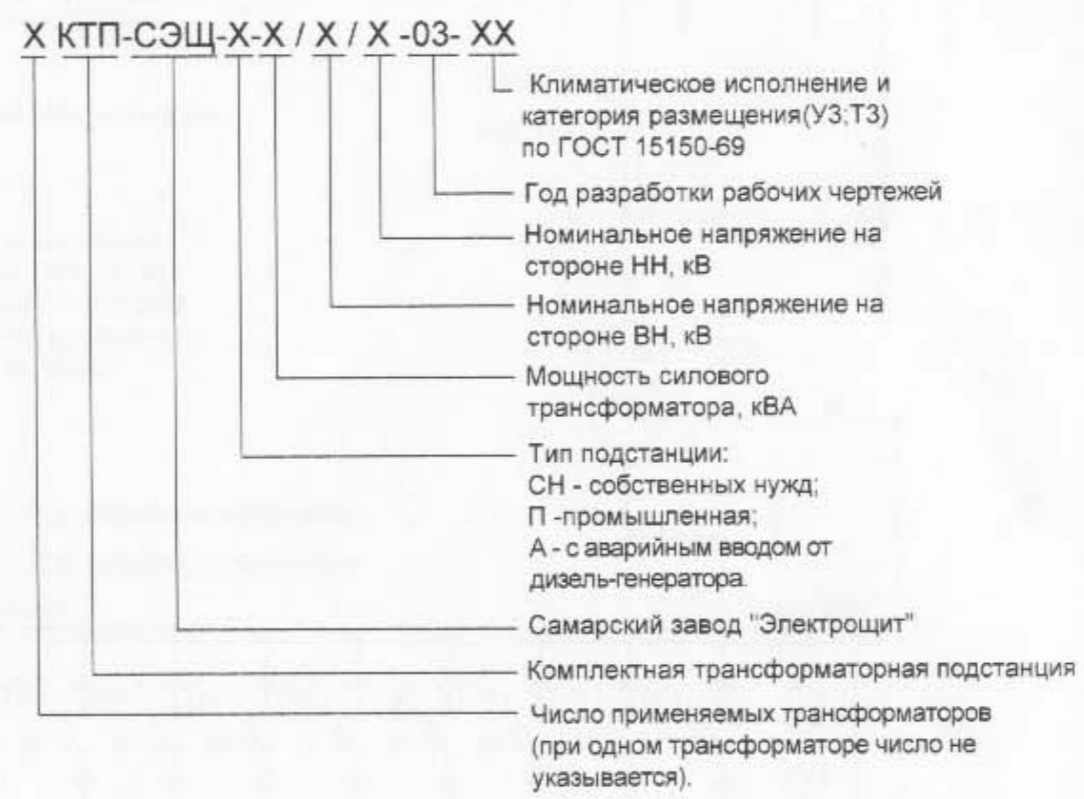 Х КТП-СЭЩ-Х-Х / Х / Х -03- ХХ
Климатическое исполнение и
категория размещения(У3;Т3)
по ГОСТ 15150-69
Год разработки рабочих чертежей
Номинальное напряжение на
стороне НН, кВ
Номинальное напряжение на
стороне ВН, кВ
Мощность силового
трансформатора, кВА
Тип подстанции:
СН - собственных нужд;
П -промышленная;
А - с аварийным вводом от
дизель-генератора.
Самарский завод "Электрощит"
Комплектная трансформаторная подстанция
Число применяемых трансформаторов
(при одном трансформаторе число не
указывается).